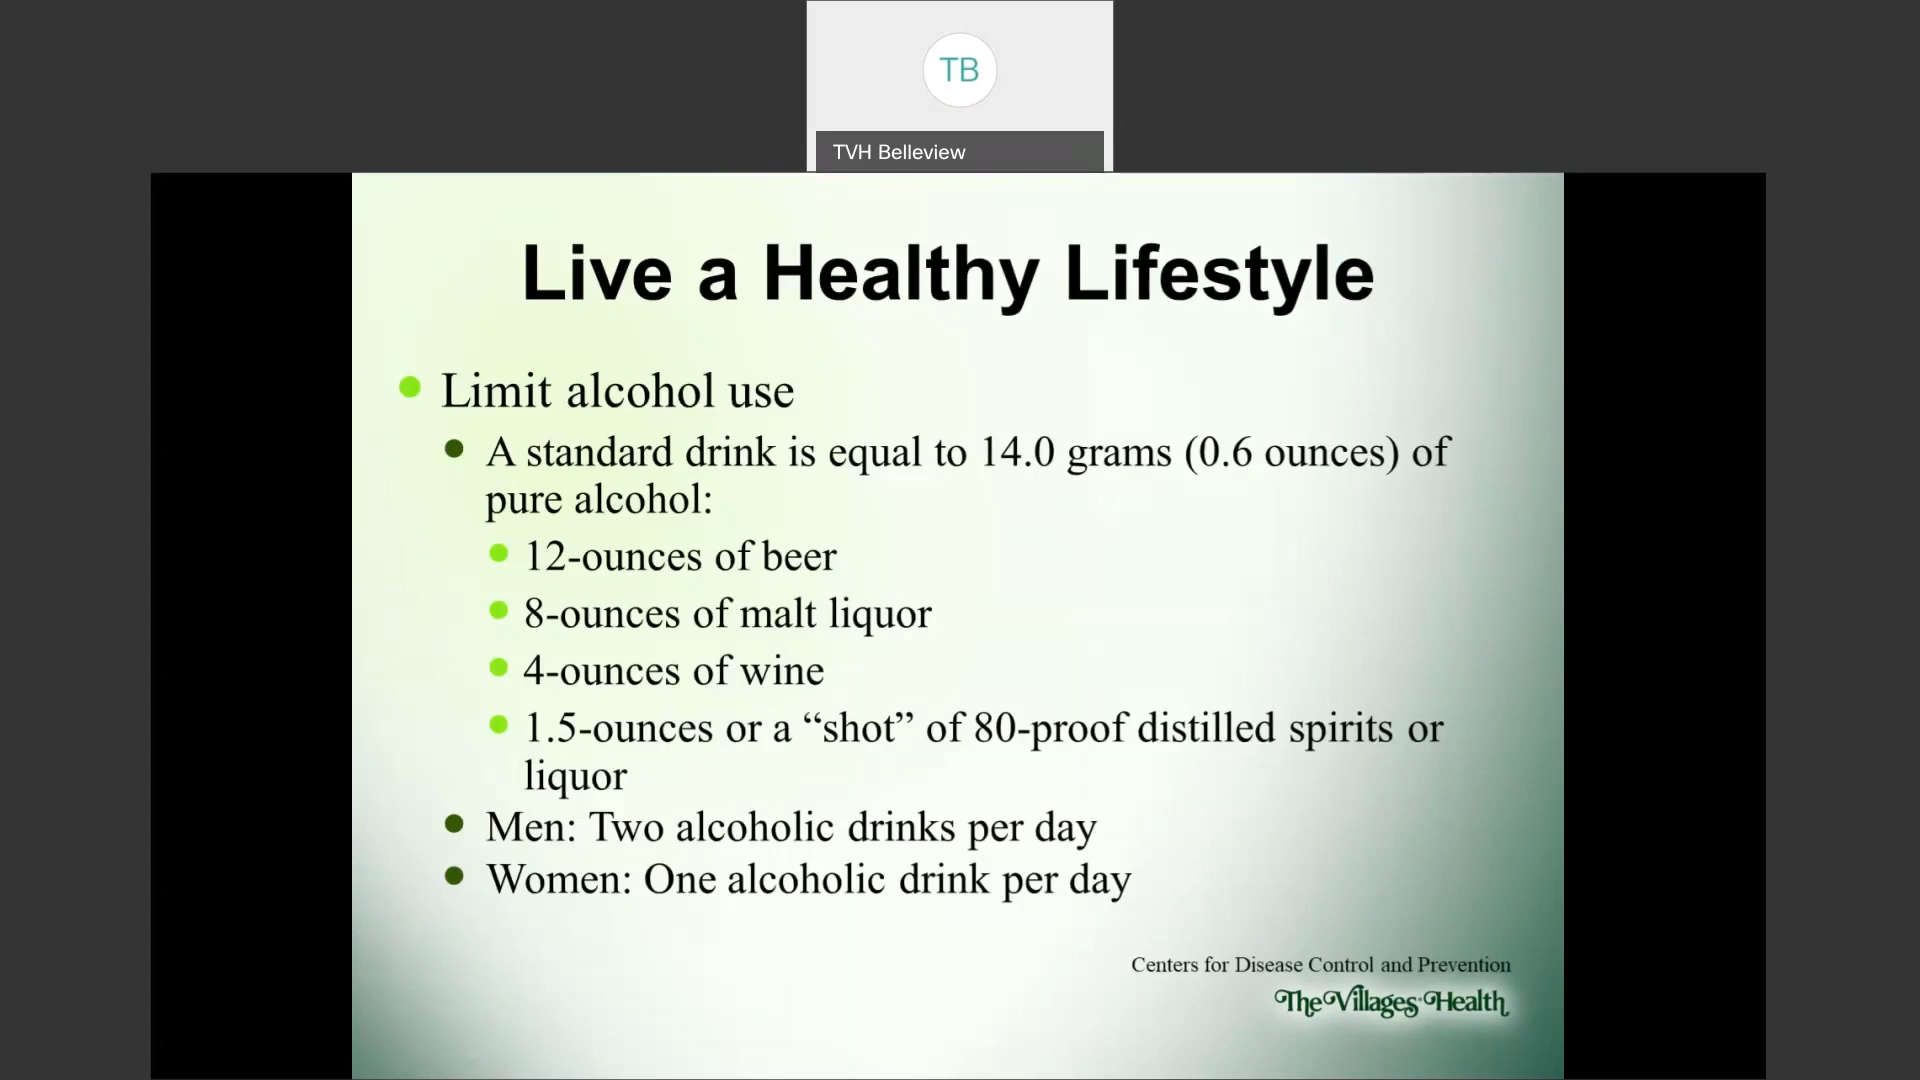 TB
TVH Belleview
Live a Healthy Lifestyle
Limit alcohol use
A standard drink is equal to 14.0 grams (0.6 ounces) of
pure alcohol:
12-ounces of beer
8-ounces of malt liquor
4-ounces of wine
1.5-ounces or a “shot” of 80-proof distilled spirits or
liquor
Men: Two alcoholic drinks per day
Women: One alcoholic drink per day
Centers for Disease Control and Prevention
The Villages Health